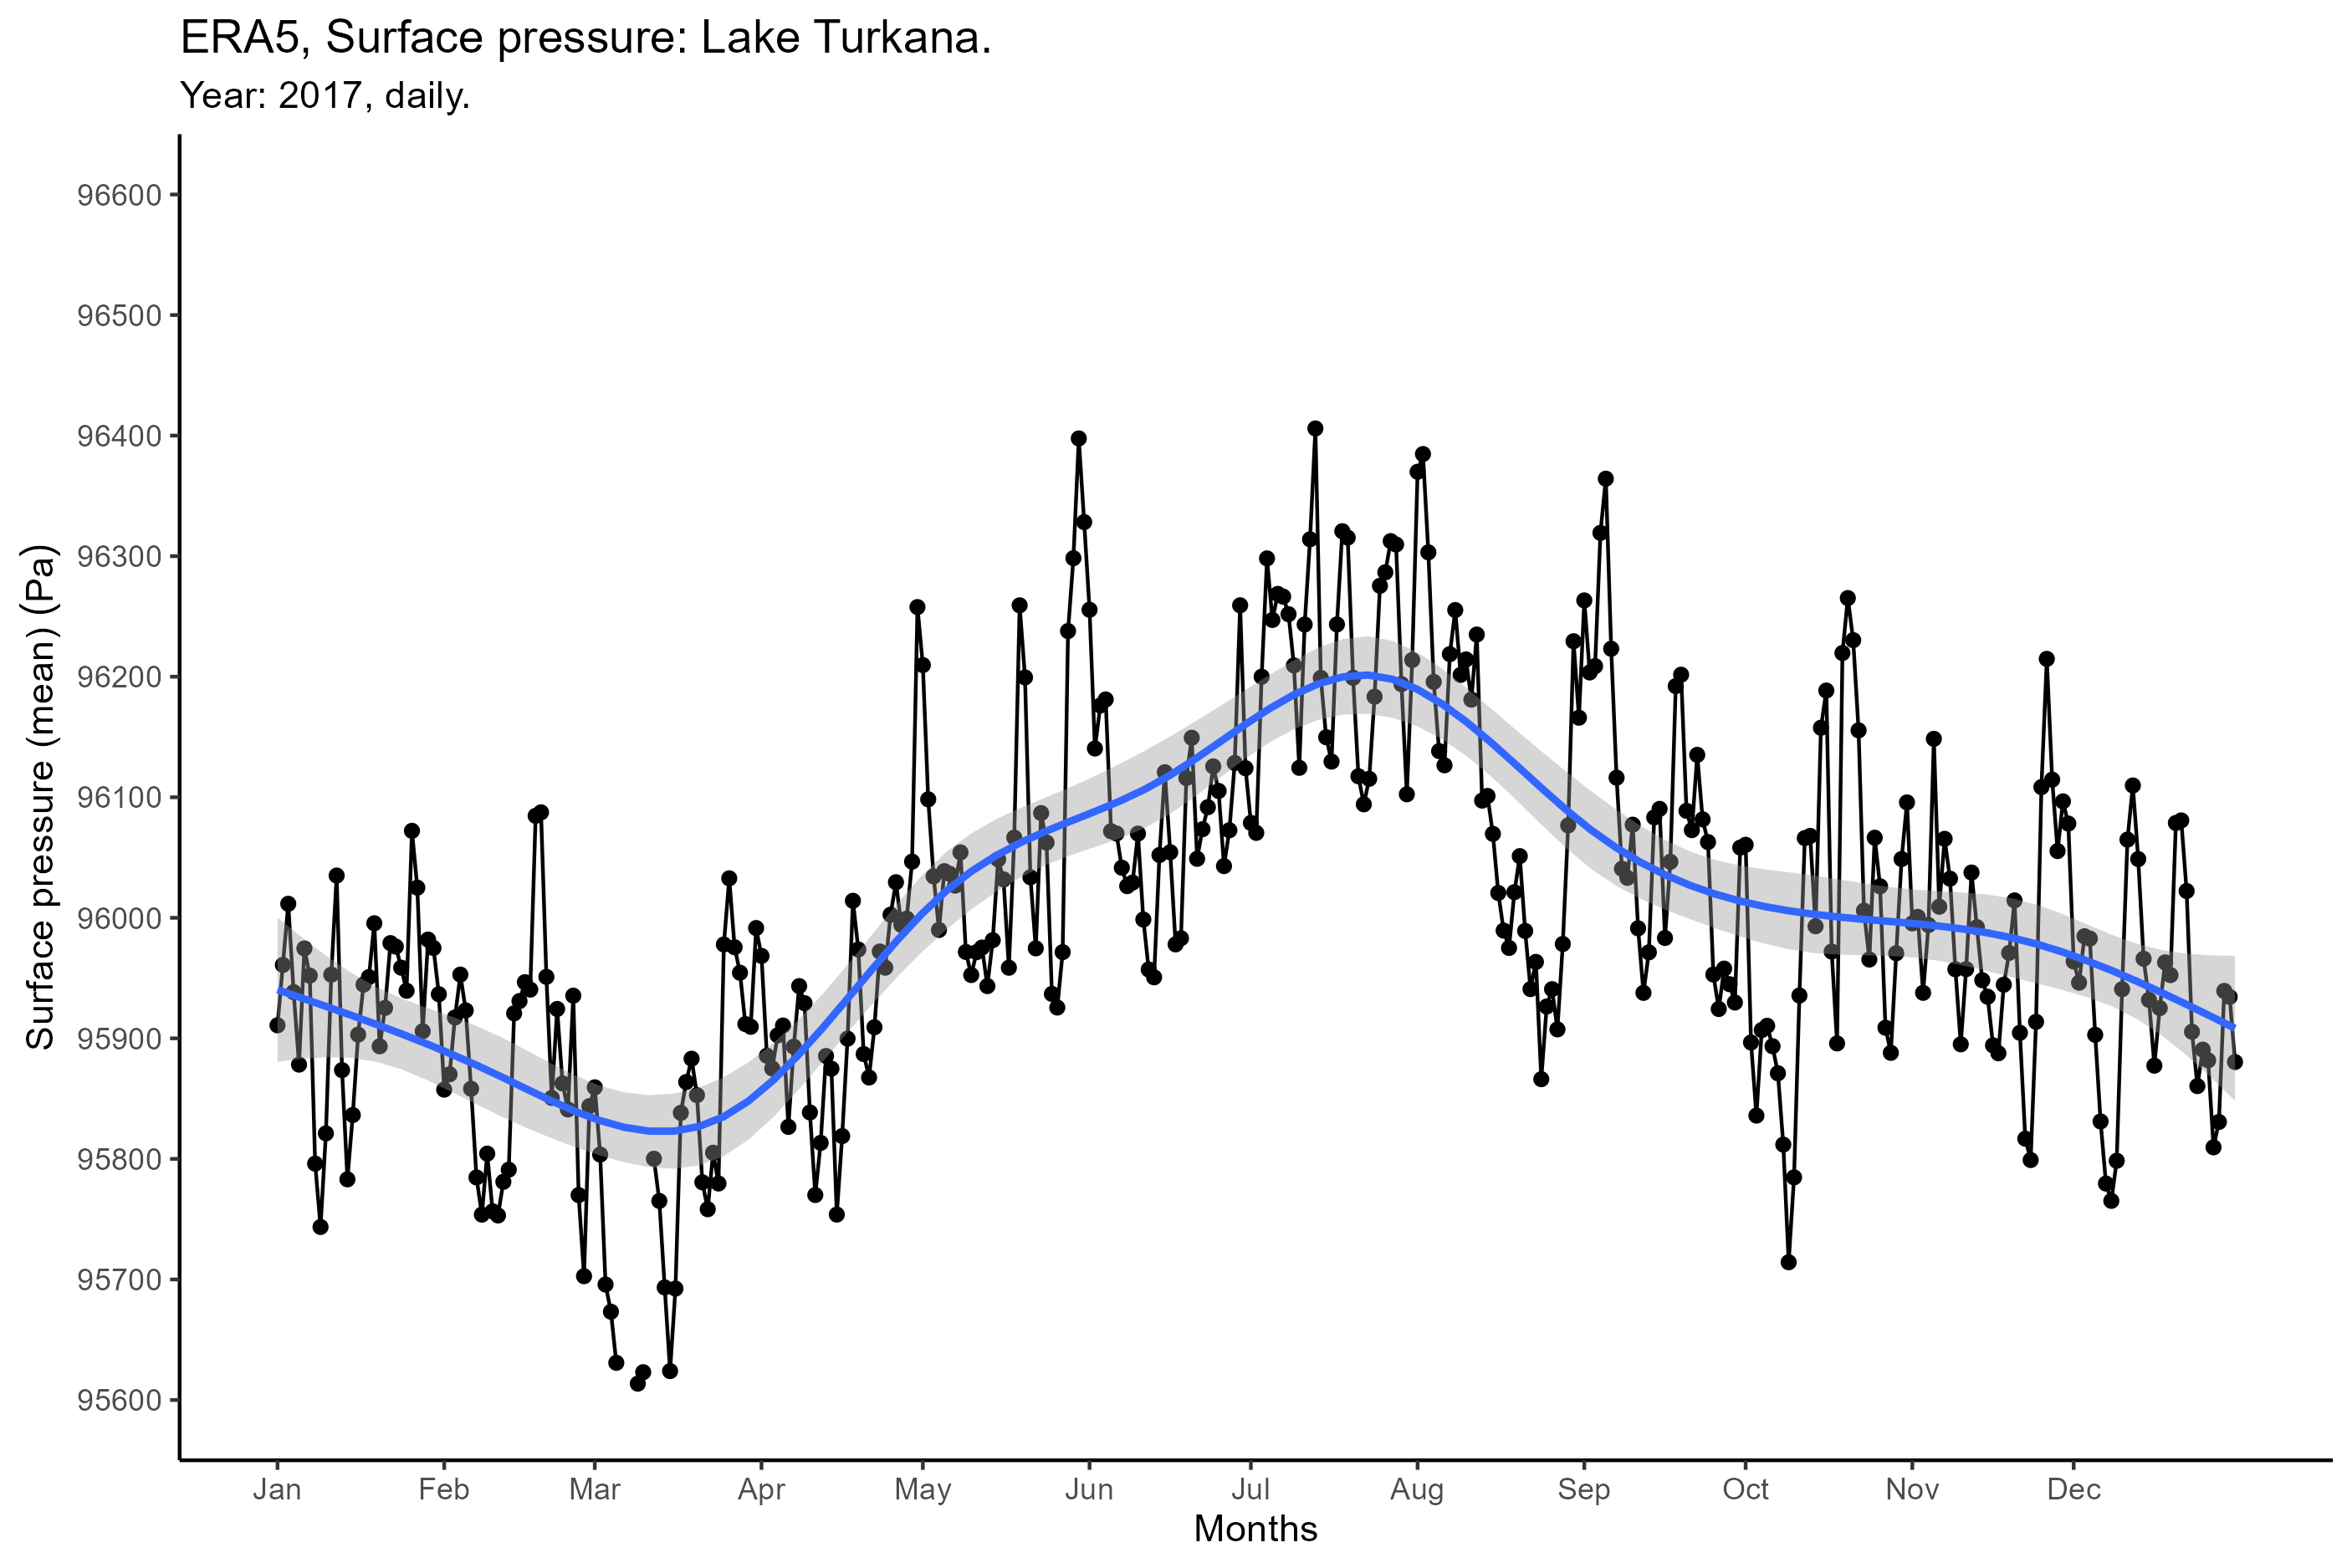 ERA5, Surface pressure: Lake Turkana.
Year: 2017, daily.
Surface pressure (mean) (Pa)
96600
96500
96400
96300
96200
96100
96000
95900
95800
95700
95600
Jan Feb Mar Apr May Jun Jul Aug Sep Oct Nov Dec
Months